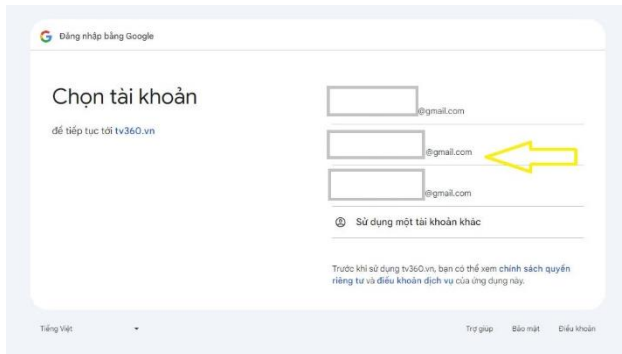 Đăng nhập bằng Google
Chọn tài khoản
để tiếp tục tới tv360.vn
@gmail.com
@gmail.com
@gmail.com
Sử dụng một tài khoản khác
Trước khi sử dụng tv360.vn, bạn có thể xem chính sách quyền
riêng tư và điều khoản dịch vụ của ứng dụng này.
Tiếng Việt
Trợ giúp Bảo mật Điều khoản